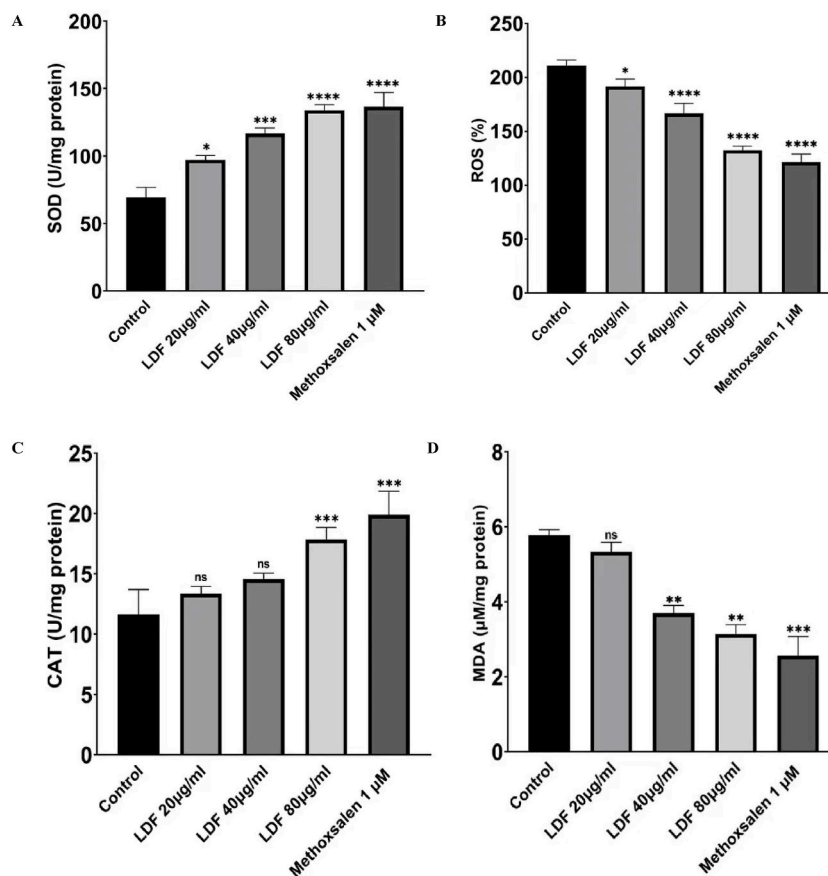 A
SOD (U/mg protein)
200
150
100
50
0
*
***
****
****
Control
LDF 20µg/ml
LDF 40µg/ml
LDF 80µg/ml
Methoxsalen 1 µM
B
ROS (%)
250
200
150
100
50
0
*
****
****
****
Control
LDF 20µg/ml
LDF 40µg/ml
LDF 80µg/ml
Methoxsalen 1 µM
C
CAT (U/mg protein)
25
20
15
10
5
0
ns
ns
***
***
Control
LDF 20µg/ml
LDF 40µg/ml
LDF 80µg/ml
Methoxsalen 1 µM
D
MDA (µM/mg protein)
8
6
4
2
0
ns
**
**
***
Control
LDF 20µg/ml
LDF 40µg/ml
LDF 80µg/ml
Methoxsalen 1 µM